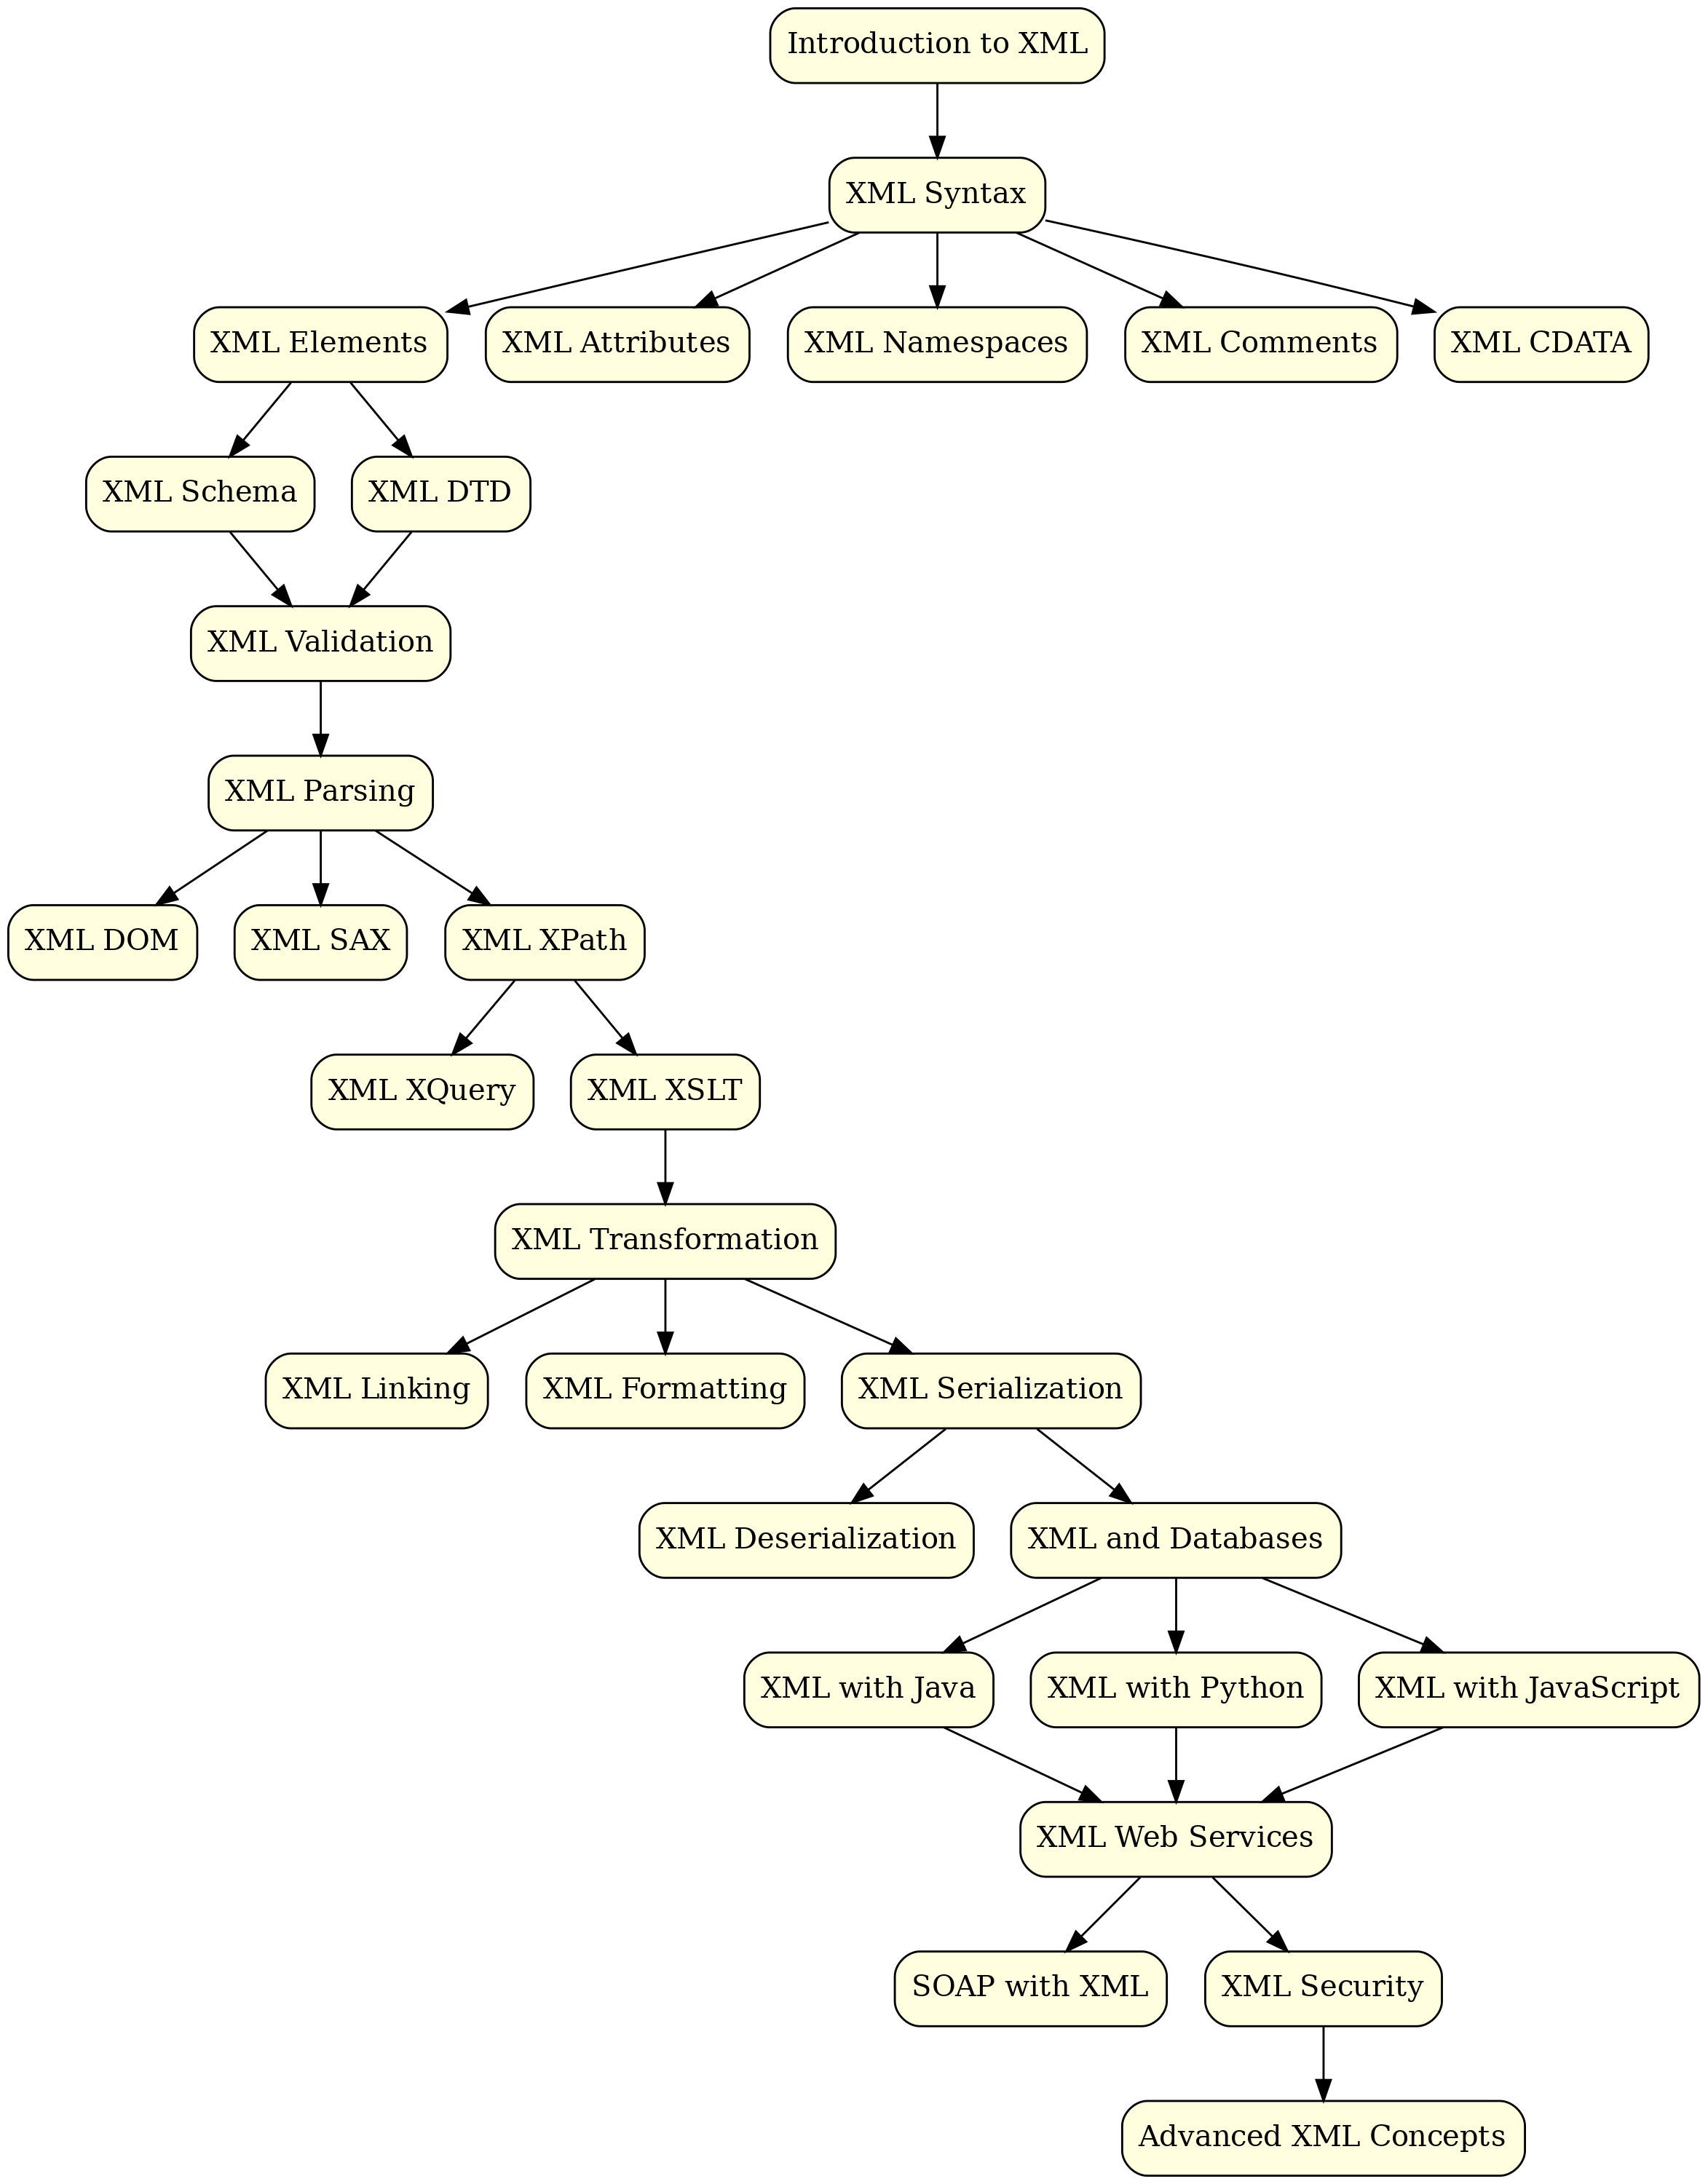 Introduction to XML
XML Syntax
XML Elements
XML Attributes
XML Namespaces
XML Comments
XML CDATA
XML Schema
XML DTD
XML Validation
XML Parsing
XML DOM
XML SAX
XML XPath
XML XQuery
XML XSLT
XML Transformation
XML Linking
XML Formatting
XML Serialization
XML Deserialization
XML and Databases
XML with Java
XML with Python
XML with JavaScript
XML Web Services
SOAP with XML
XML Security
Advanced XML Concepts